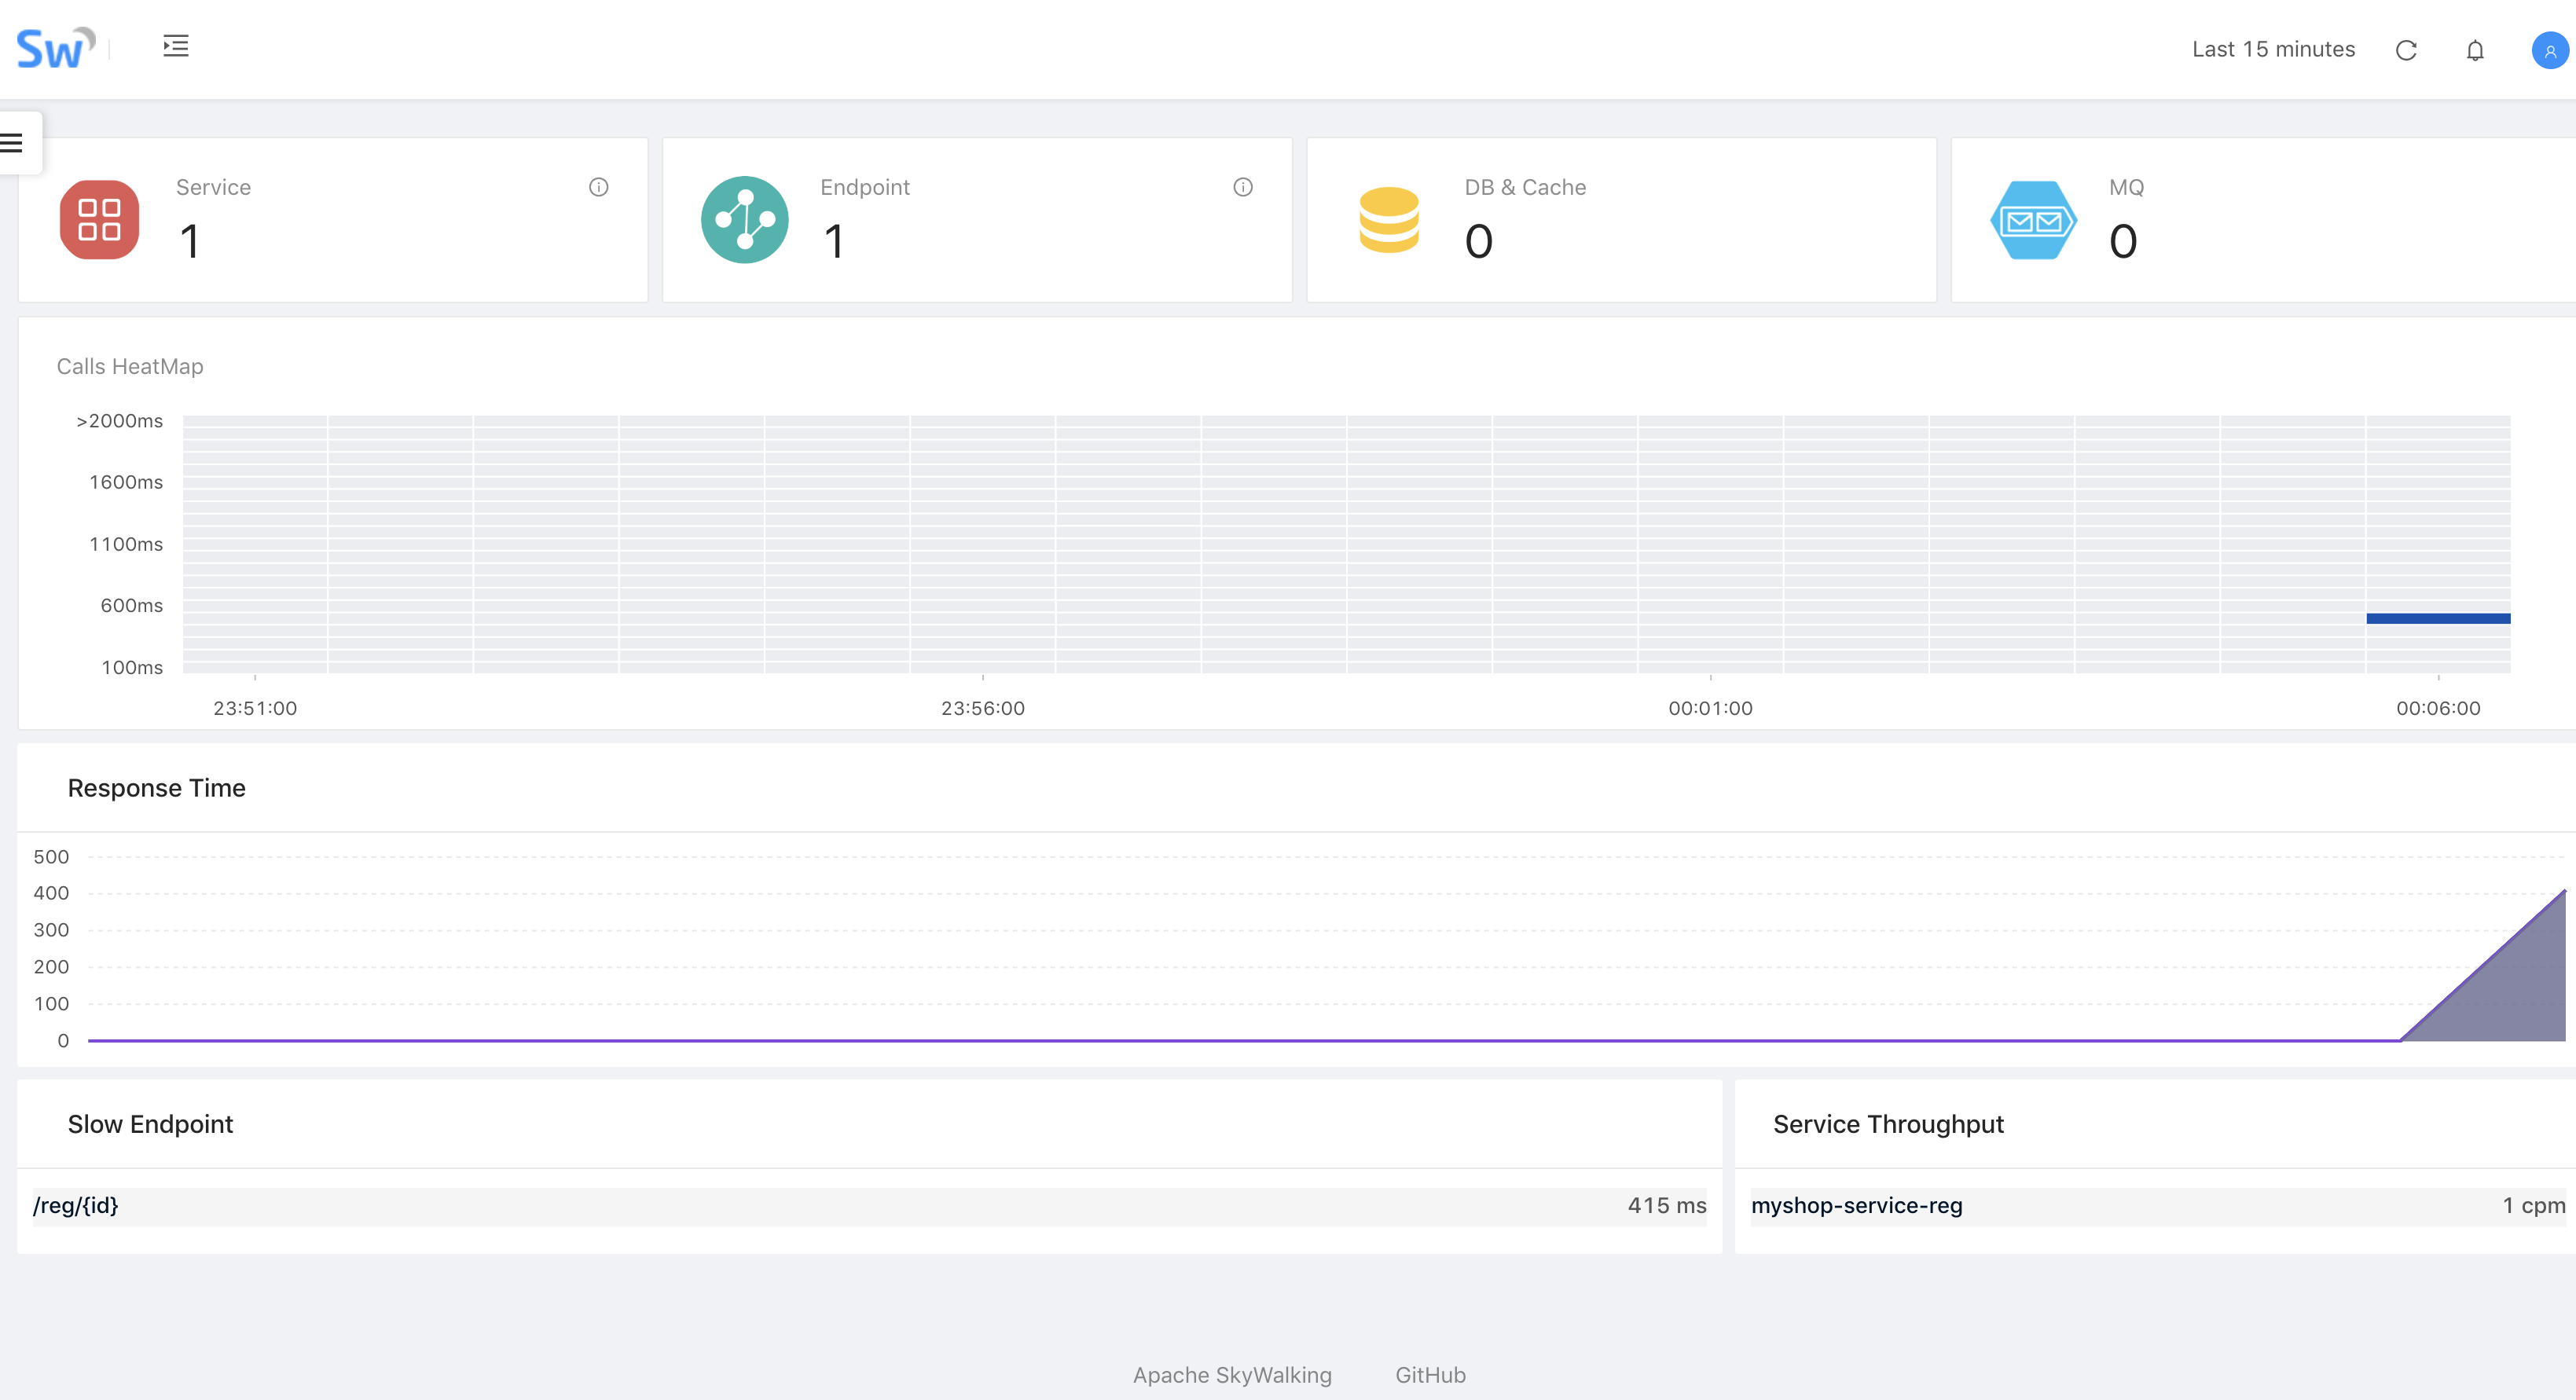 Sw
Last 15 minutes
Service
1
Endpoint
1
DB & Cache
0
MQ
0
Calls HeatMap
>2000ms
1600ms
1100ms
600ms
100ms
23:51:00 23:56:00 00:01:00 00:06:00
Response Time
500
400
300
200
100
0
Slow Endpoint
/reg/{id} 415 ms
Service Throughput
myshop-service-reg 1 cpm
Apache SkyWalking GitHub